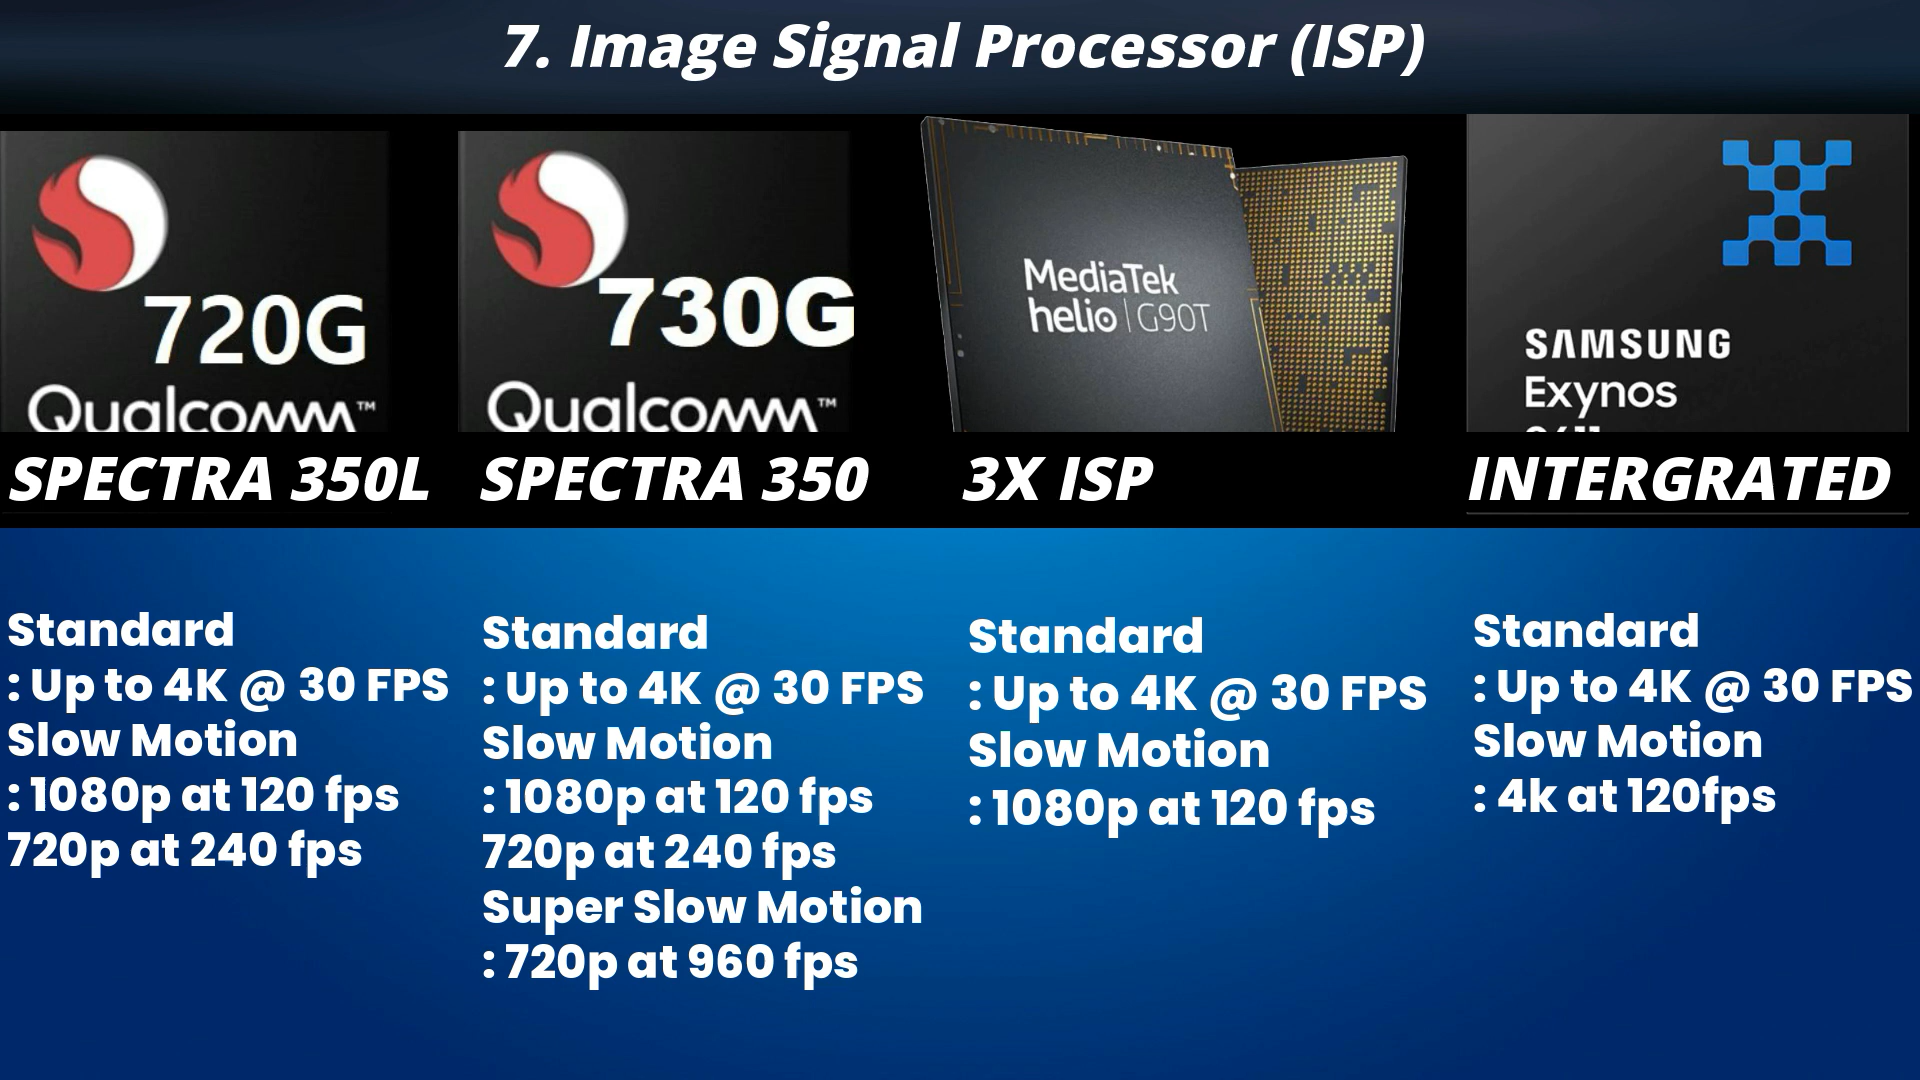 7. Image Signal Processor (ISP)
720G
Qualcomm™
SPECTRA 350L
Standard
: Up to 4K @ 30 FPS
Slow Motion
: 1080p at 120 fps
720p at 240 fps
730G
Qualcomm™
SPECTRA 350
Standard
: Up to 4K @ 30 FPS
Slow Motion
: 1080p at 120 fps
720p at 240 fps
Super Slow Motion
: 720p at 960 fps
MediaTek
helio | G90T
3X ISP
Standard
: Up to 4K @ 30 FPS
Slow Motion
: 1080p at 120 fps
SAMSUNG
Exynos
INTERGRATED
Standard
: Up to 4K @ 30 FPS
Slow Motion
: 4k at 120fps